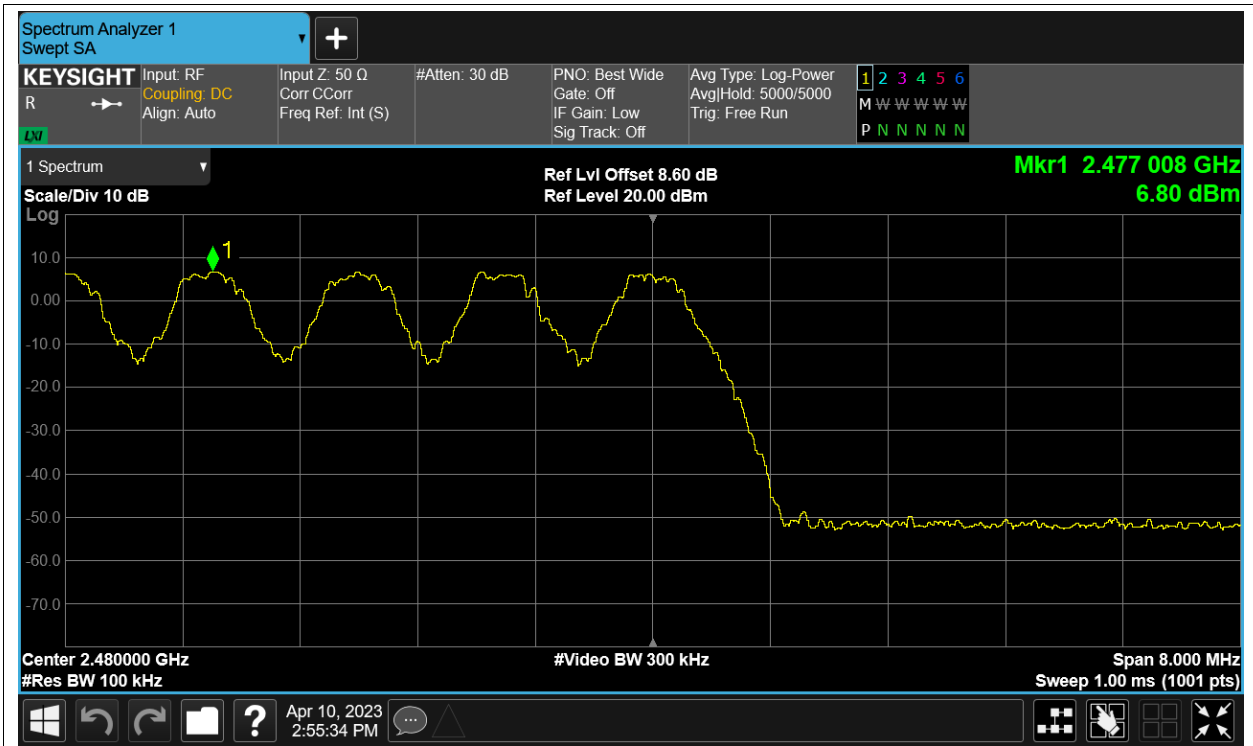 Spectrum Analyzer 1
Swept SA
KEYSIGHT
R
LXI
Input: RF
Coupling: DC
Align: Auto
Input Z: 50 Ω
Corr CCorr
Freq Ref: Int (S)
#Atten: 30 dB
PNO: Best Wide
Gate: Off
IF Gain: Low
Sig Track: Off
Avg Type: Log-Power
Avg|Hold: 5000/5000
Trig: Free Run
1 2 3 4 5 6
M W W W W W
P N N N N N
1 Spectrum
Scale/Div 10 dB
Log
Ref Lvl Offset 8.60 dB
Ref Level 20.00 dBm
Mkr1 2.477 008 GHz
6.80 dBm
1
10.0
0.00
-10.0
-20.0
-30.0
-40.0
-50.0
-60.0
-70.0
Center 2.480000 GHz
#Res BW 100 kHz
#Video BW 300 kHz
Span 8.000 MHz
Sweep 1.00 ms (1001 pts)
?
Apr 10, 2023
2:55:34 PM